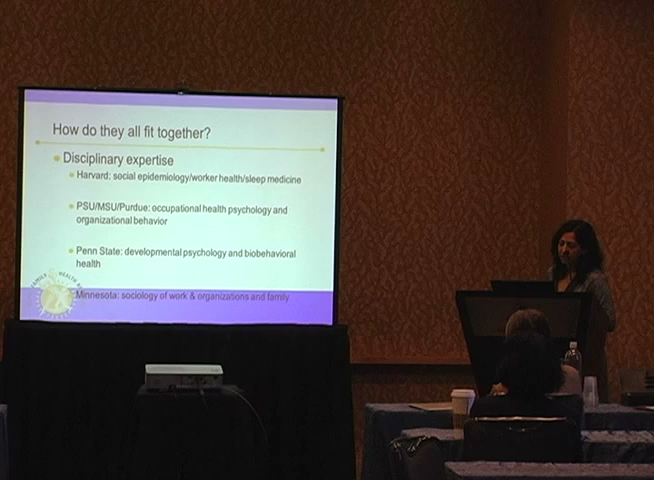 How do they all fit together?
Disciplinary expertise
Harvard: social epidemiology/worker health/sleep medicine
PSU/MSU/Purdue: occupational health psychology and
organizational behavior
Penn State: developmental psychology and biobehavioral
health
Minnesota: sociology of work & organizations and family
FAMILY HEALTH